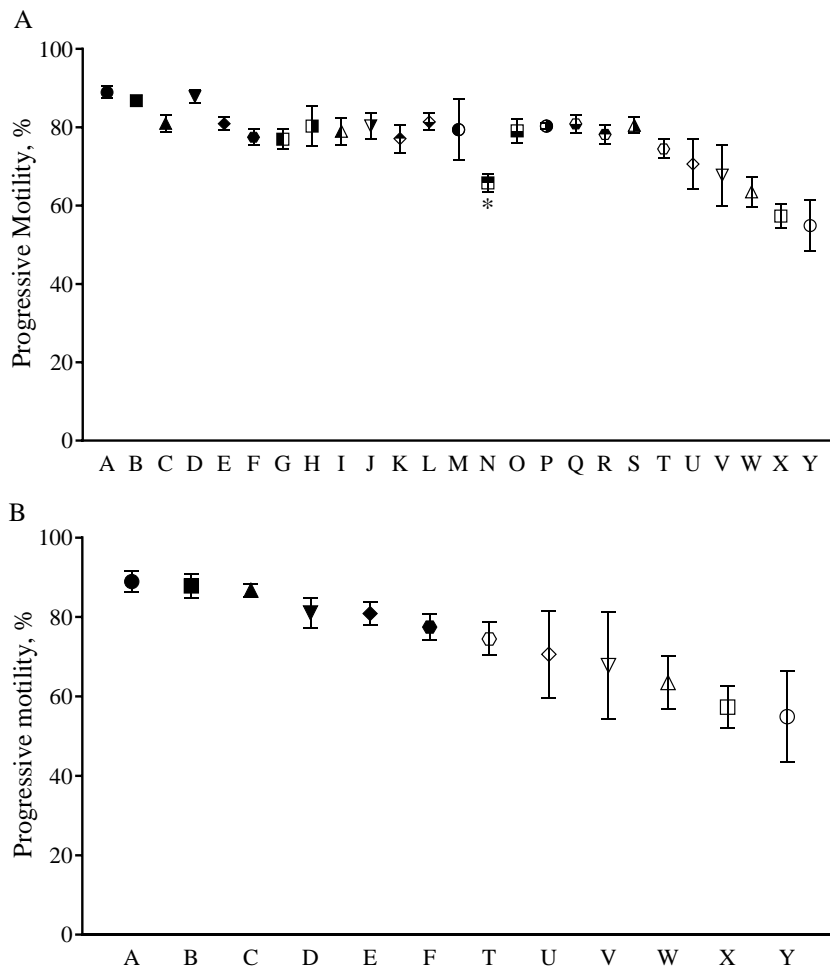 A
Progressive Motility, %
100
80
60
40
20
0
*
A B C D E F G H I J K L M N O P Q R S T U V W X Y
B
Progressive motility, %
100
80
60
40
20
0
A B C D E F T U V W X Y